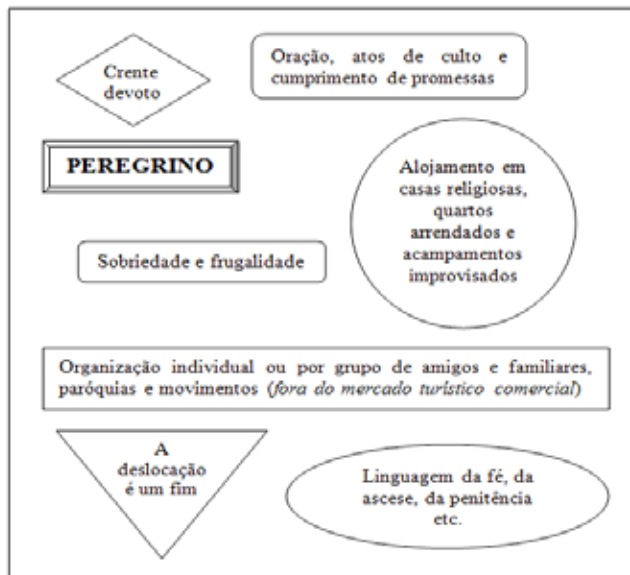 Crente
devoto
Oração, atos de culto e
cumprimento de promessas
PEREGRINO
Alojamento em
casas religiosas,
quartos
arrendados e
acampamentos
improvisados
Sobriedade e frugalidade
Organização individual ou por grupo de amigos e familiares,
paróquias e movimentos (fora do mercado turístico comercial)
A
deslocação
é um fim
Linguagem da fé, da
ascese, da penitência
etc.